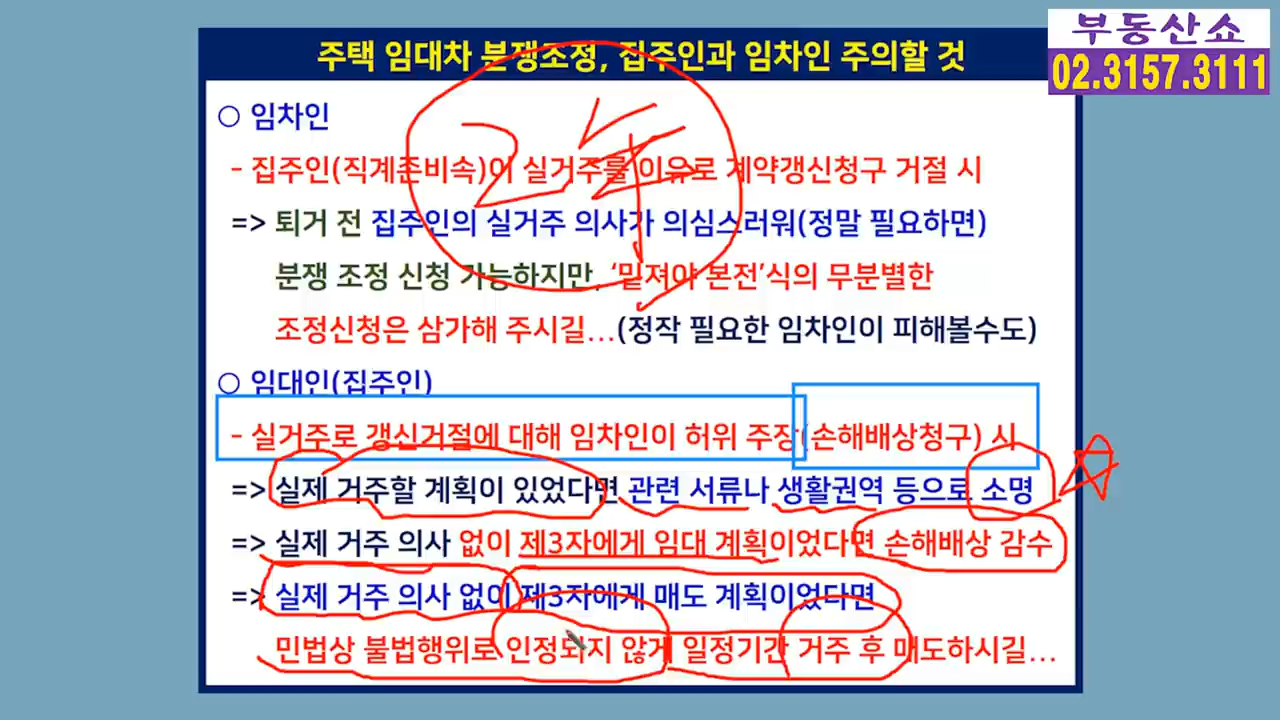 주택 임대차 분쟁조정, 집주인과 임차인 주의할 것
부동산쇼
02.3157.3111
○ 임차인
- 집주인(직계존비속)이 실거주를 이유로 계약갱신청구 거절 시
=> 퇴거 전 집주인의 실거주 의사가 의심스러워(정말 필요하면)
분쟁 조정 신청 가능하지만, '밑져야 본전'식의 무분별한
조정신청은 삼가해 주시길...(정작 필요한 임차인이 피해볼수도)
2年
○ 임대인(집주인)
- 실거주로 갱신거절에 대해 임차인이 허위 주장(손해배상청구) 시
=> 실제 거주할 계획이 있었다면 관련 서류나 생활권역 등으로 소명
=> 실제 거주 의사 없이 제3자에게 임대 계획이었다면 손해배상 감수
=> 실제 거주 의사 없이 제3자에게 매도 계획이었다면
민법상 불법행위로 인정되지 않게 일정기간 거주 후 매도하시길...